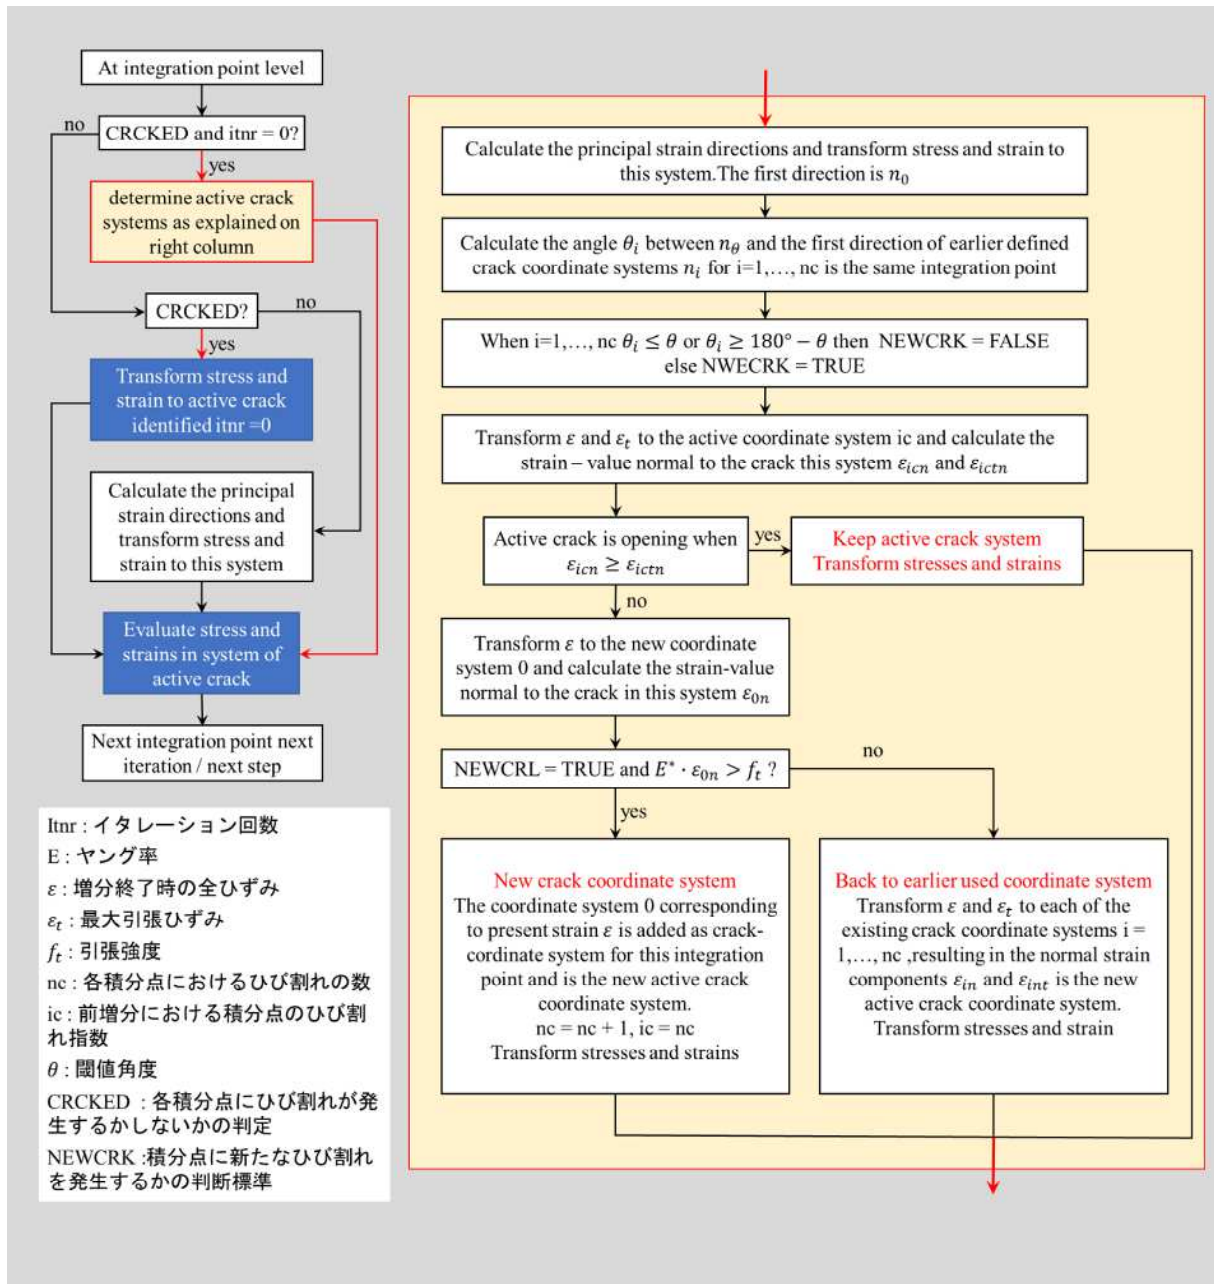 At integration point level
no
CRCKED and itnr = 0?
yes
determine active crack
systems as explained on
right column
CRCKED?
no
yes
Transform stress and
strain to active crack
identified itnr =0
Calculate the principal
strain directions and
transform stress and
strain to this system
Evaluate stress and
strains in system of
active crack
Next integration point next
iteration / next step
Itnr : イタレーション回数
E : ヤング率
ε : 増分終了時の全ひずみ
εₜ : 最大引張ひずみ
fₜ : 引張強度
nc : 各積分点におけるひび割れの数
ic : 前増分における積分点のひび割
れ指数
θ : 閾値角度
CRCKED : 各積分点にひび割れが発
生するかしないかの判定
NEWCRK :積分点に新たなひび割れ
を発生するかの判断標準
Calculate the principal strain directions and transform stress and strain to
this system.The first direction is n₀
Calculate the angle θᵢ between n_θ and the first direction of earlier defined
crack coordinate systems nᵢ for i=1,…, nc is the same integration point
When i=1,…, nc θᵢ ≤ θ or θᵢ ≥ 180° − θ then NEWCRK = FALSE
else NWECRK = TRUE
Transform ε and εₜ to the active coordinate system ic and calculate the
strain – value normal to the crack this system ε_icn and ε_ictn
Active crack is opening when
ε_icn ≥ ε_ictn
yes
Keep active crack system
Transform stresses and strains
no
Transform ε to the new coordinate
system 0 and calculate the strain-value
normal to the crack in this system ε₀ₙ
NEWCRL = TRUE and E* · ε₀ₙ > fₜ ?
no
yes
New crack coordinate system
The coordinate system 0 corresponding
to present strain ε is added as crack-
cordinate system for this integration
point and is the new active crack
coordinate system.
nc = nc + 1, ic = nc
Transform stresses and strains
Back to earlier used coordinate system
Transform ε and εₜ to each of the
existing crack coordinate systems i =
1,…, nc ,resulting in the normal strain
components ε_in and ε_int is the new
active crack coordinate system.
Transform stresses and strain